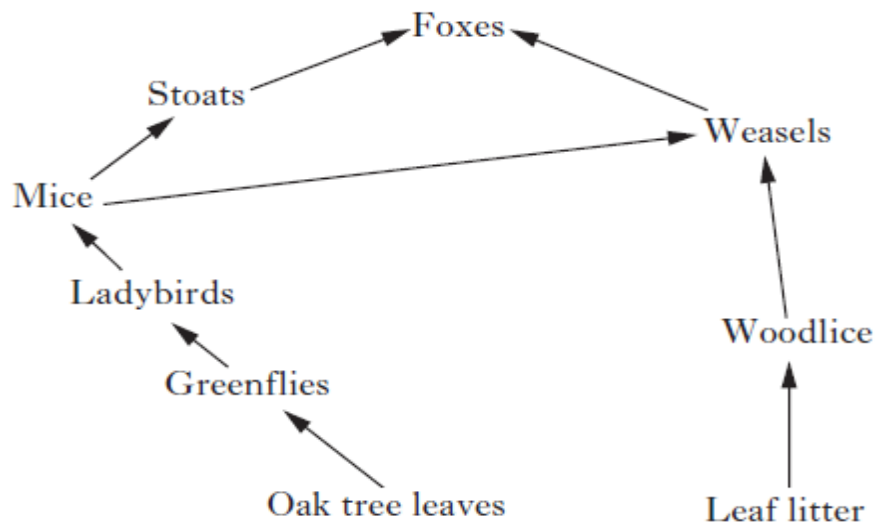 Foxes
Stoats
Weasels
Mice
Ladybirds
Woodlice
Greenflies
Oak tree leaves
Leaf litter